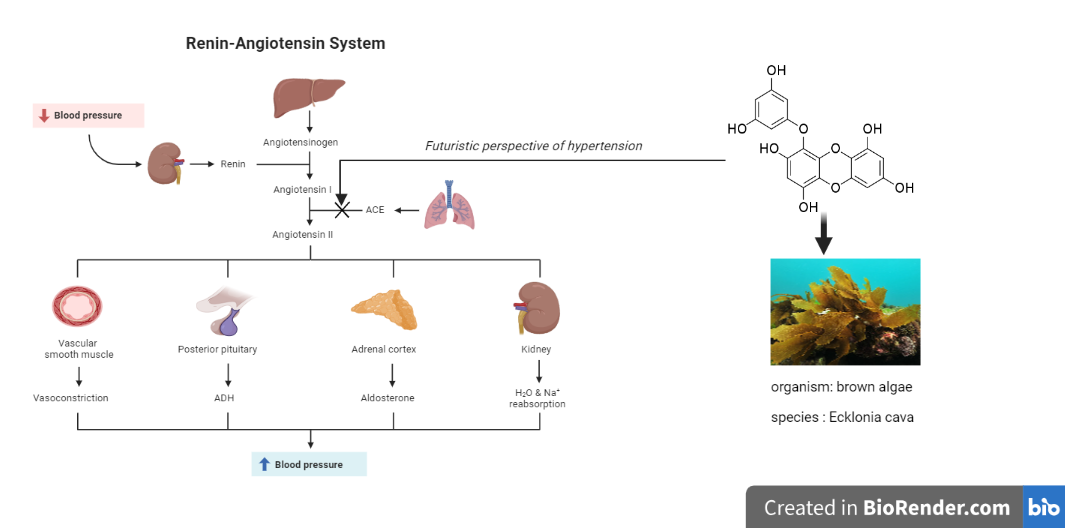 Renin-Angiotensin System
Blood pressure
Angiotensinogen
Renin
Angiotensin I
ACE
Angiotensin II
Futuristic perspective of hypertension
OH
HO
O
OH
HO
O
O
OH
OH
Vascular
smooth muscle
Posterior pituitary
Adrenal cortex
Kidney
Vasoconstriction
ADH
Aldosterone
H₂O & Na⁺
reabsorption
Blood pressure
organism: brown algae
species : Ecklonia cava
Created in BioRender.com bio